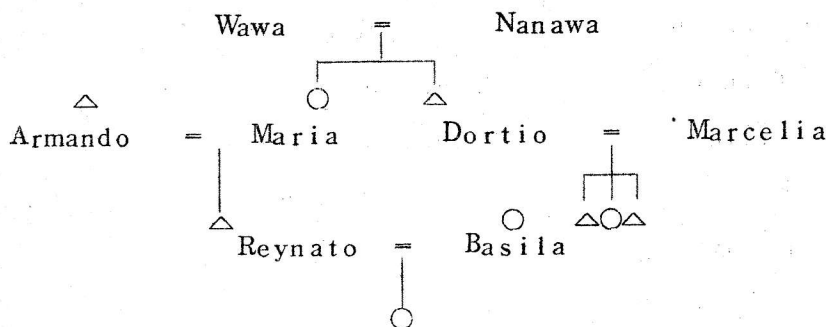 Wawa = Nanawa
Armando = Maria Dortio = Marcelia
Reynato = Basila